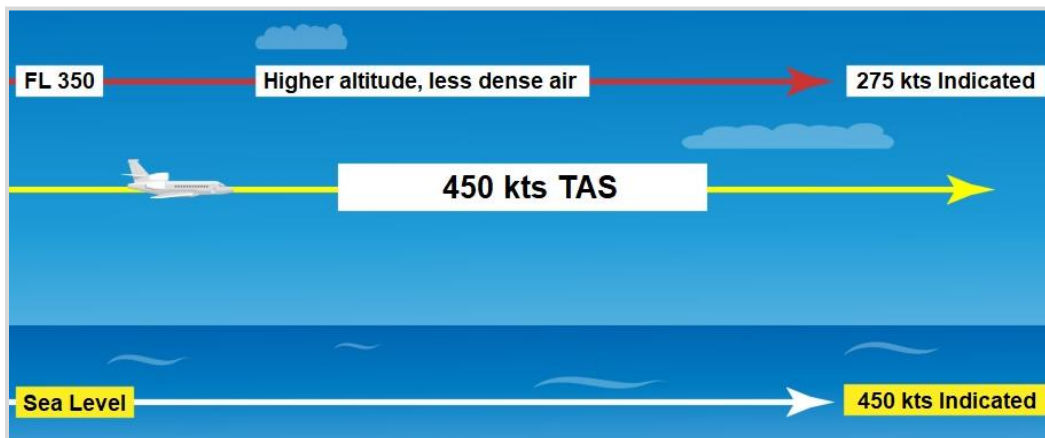 FL 350
Higher altitude, less dense air
275 kts Indicated
450 kts TAS
Sea Level
450 kts Indicated